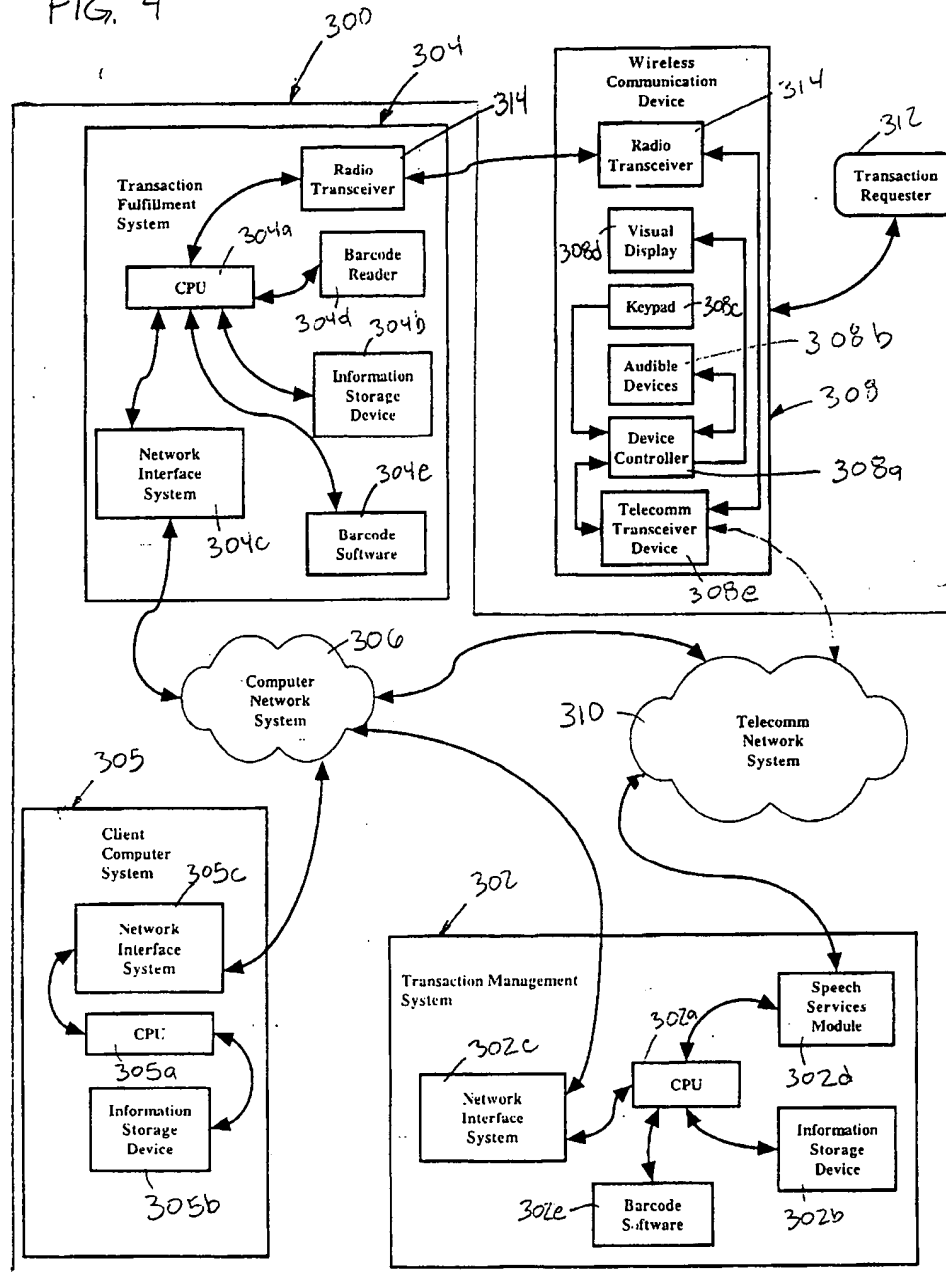 FIG. 4
300
304
314
Radio
Transceiver
Transaction
Fulfillment
System
304a
CPU
Barcode
Reader
304d
304b
Information
Storage
Device
Network
Interface
System
304c
304e
Barcode
Software
Wireless
Communication
Device
314
Radio
Transceiver
312
Transaction
Requester
Visual
Display
308d
Keypad
308c
308b
Audible
Devices
308
Device
Controller
308a
Telecomm
Transceiver
Device
308e
306
Computer
Network
System
310
Telecomm
Network
System
305
Client
Computer
System
305c
Network
Interface
System
CPU
305a
Information
Storage
Device
305b
302
Transaction Management
System
302c
Network
Interface
System
302a
CPU
Speech
Services
Module
302d
Information
Storage
Device
302b
302e
Barcode
Software